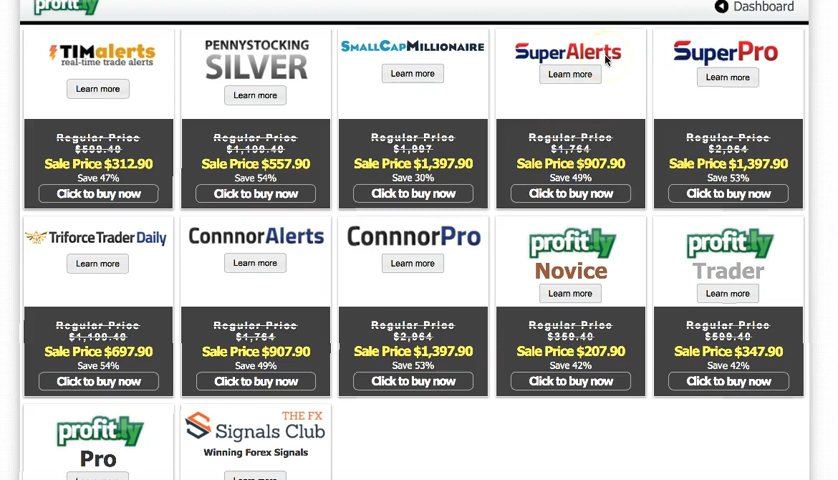 profit.ly
Dashboard
TIMalerts
real-time trade alerts
Learn more
Regular Price
$599.40
Sale Price $312.90
Save 47%
Click to buy now
PENNYSTOCKING
SILVER
Learn more
Regular Price
$1,199.40
Sale Price $557.90
Save 54%
Click to buy now
SMALLCAPMILLIONAIRE
Learn more
Regular Price
$1,997
Sale Price $1,397.90
Save 30%
Click to buy now
SuperAlerts
Learn more
Regular Price
$1,764
Sale Price $907.90
Save 49%
Click to buy now
SuperPro
Learn more
Regular Price
$2,964
Sale Price $1,397.90
Save 53%
Click to buy now
TriforceTraderDaily
Learn more
Regular Price
$1,199.40
Sale Price $697.90
Save 54%
Click to buy now
ConnnorAlerts
Learn more
Regular Price
$1,764
Sale Price $907.90
Save 49%
Click to buy now
ConnnorPro
Learn more
Regular Price
$2,964
Sale Price $1,397.90
Save 53%
Click to buy now
profit.ly
Novice
Learn more
Regular Price
$359.40
Sale Price $207.90
Save 42%
Click to buy now
profit.ly
Trader
Learn more
Regular Price
$599.40
Sale Price $347.90
Save 42%
Click to buy now
profit.ly
Pro
THE FX
Signals Club
Winning Forex Signals
Learn more